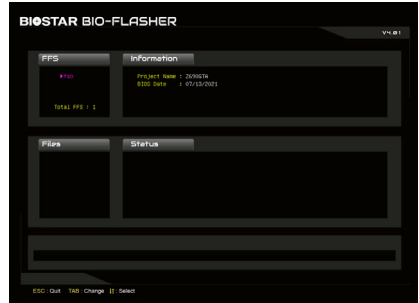 BIOSTAR BIO-FLASHER
V4.01
FFS
Information
Project Name : Z690GTA
BIOS Date : 07/13/2021
Total FFS : 1
Files
Status
ESC : Quit TAB : Change : Select